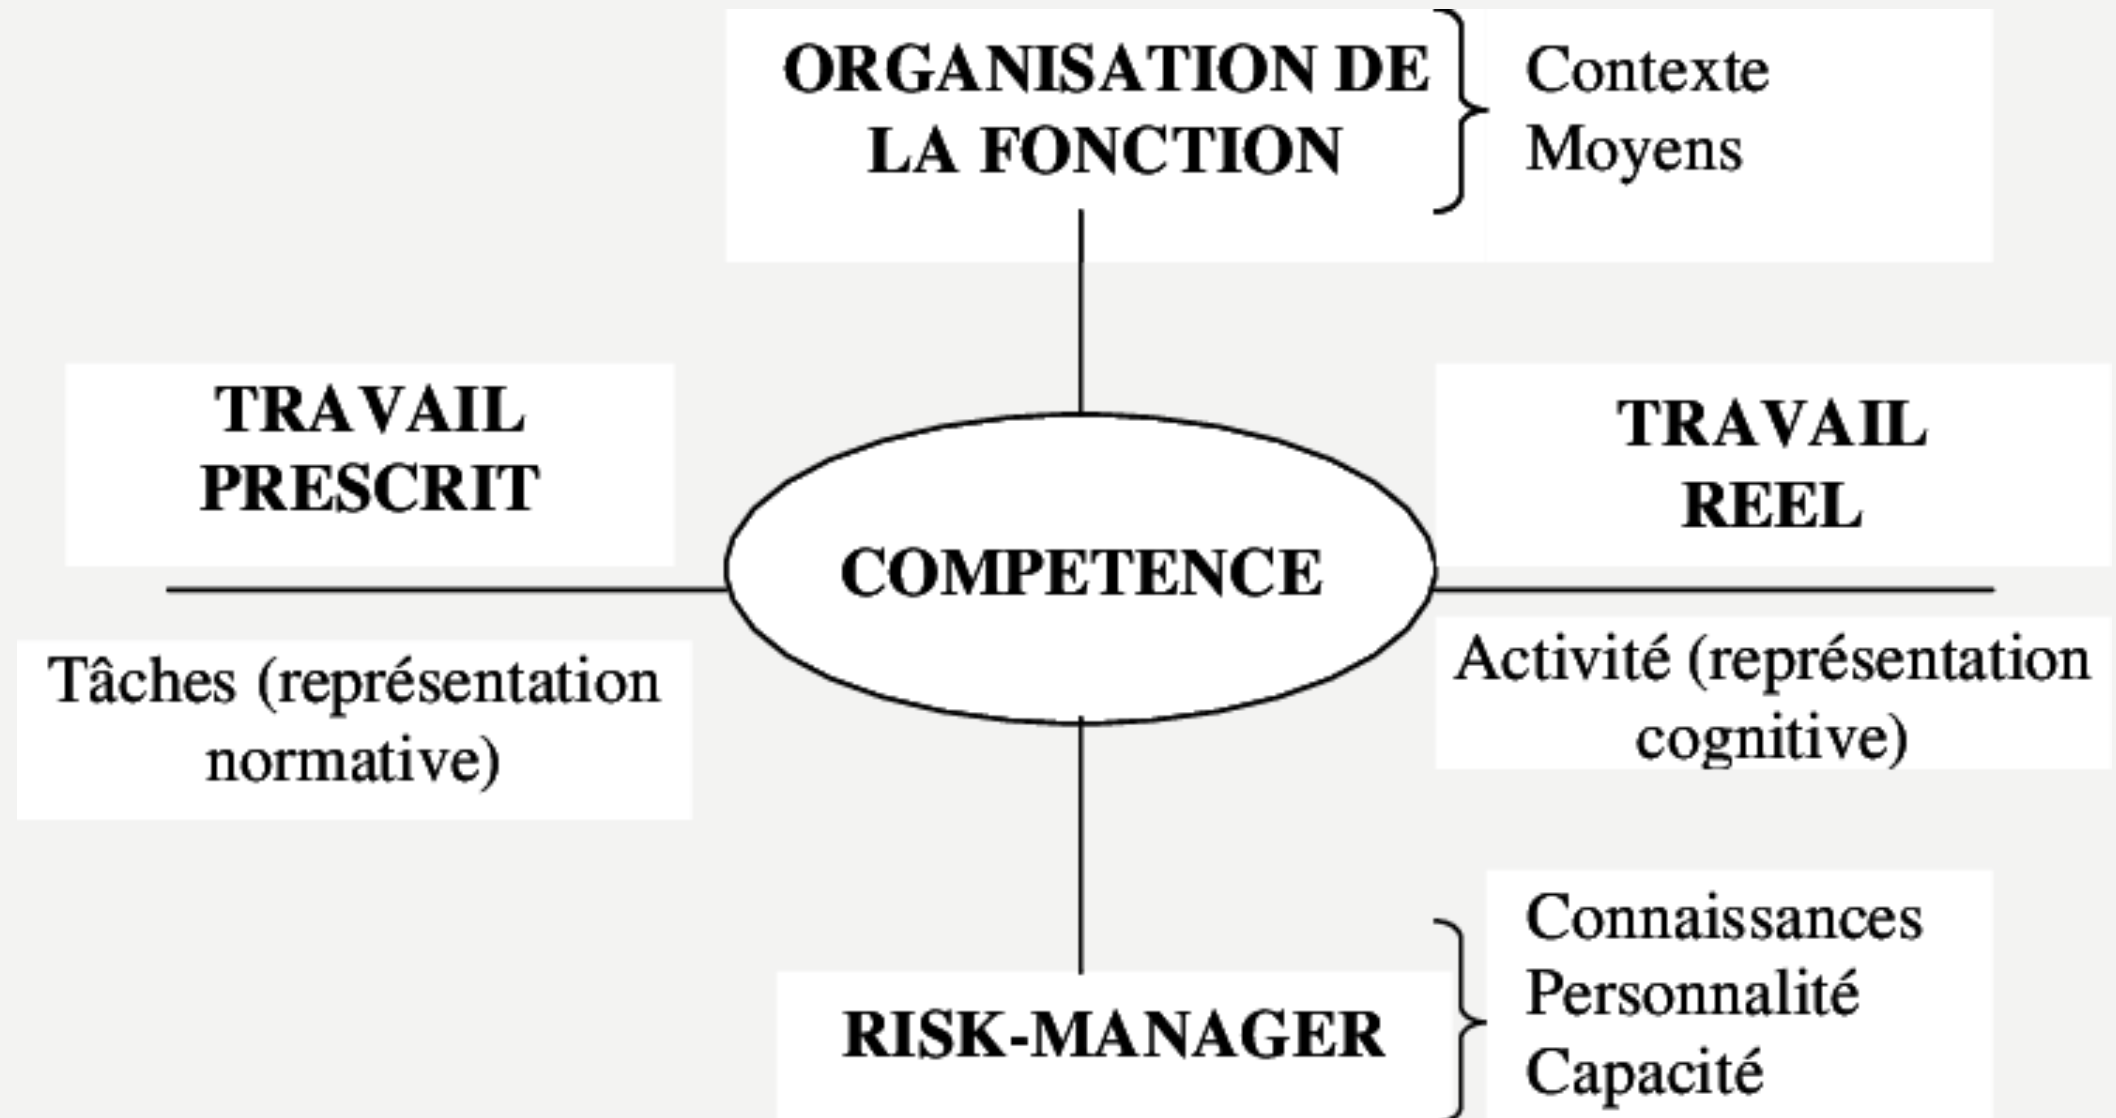 ORGANISATION DE
LA FONCTION
Contexte
Moyens
TRAVAIL
PRESCRIT
TRAVAIL
REEL
COMPETENCE
Tâches (représentation
normative)
Activité (représentation
cognitive)
RISK-MANAGER
Connaissances
Personnalité
Capacité